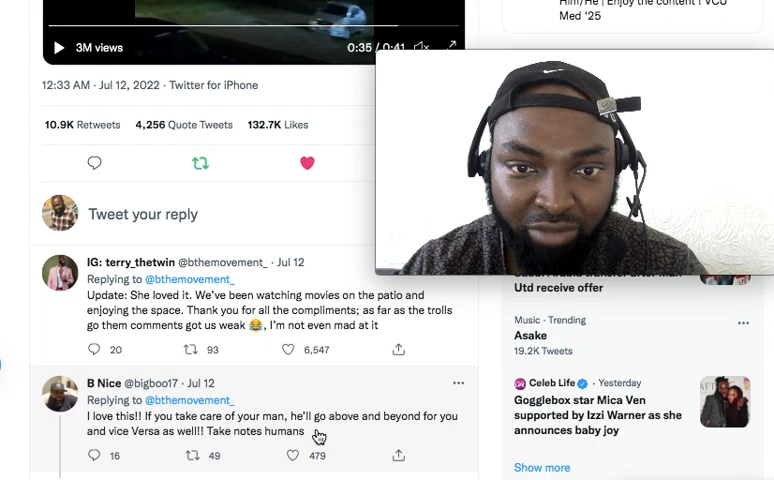 Him/He | Enjoy the content ! VCU
Med '25
3M views
0:35 / 0:41
12:33 AM · Jul 12, 2022 · Twitter for iPhone
10.9K Retweets 4,256 Quote Tweets 132.7K Likes
Tweet your reply
IG: terry_thetwin @bthemovement_ · Jul 12
Replying to @bthemovement_
Update: She loved it. We've been watching movies on the patio and
enjoying the space. Thank you for all the compliments; as far as the trolls
go them comments got us weak 😂, I'm not even mad at it
20 93 6,547
B Nice @bigboo17 · Jul 12
Replying to @bthemovement_
I love this!! If you take care of your man, he'll go above and beyond for you
and vice Versa as well!! Take notes humans
16 49 479
Utd receive offer
Music · Trending
Asake
19.2K Tweets
Celeb Life · Yesterday
Gogglebox star Mica Ven
supported by Izzi Warner as she
announces baby joy
Show more